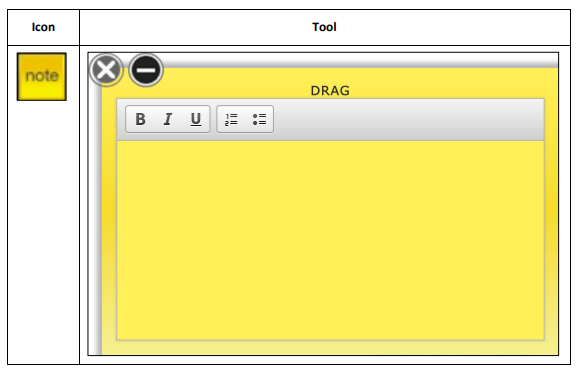 Icon Tool
note
DRAG
B I U